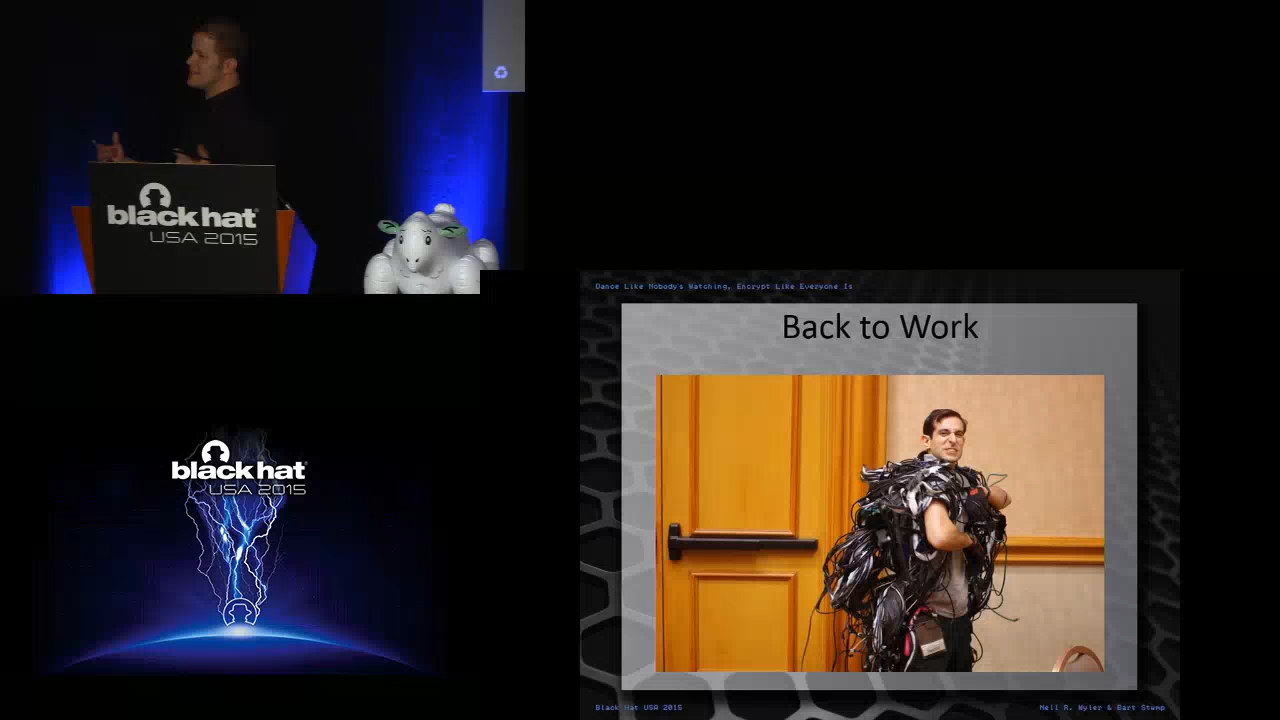 black hat
USA 2015
Dance Like Nobody's Watching, Encrypt Like Everyone Is
Back to Work
black hat
USA 2015
Black Hat USA 2015
Neil R. Wyler & Bart Stump